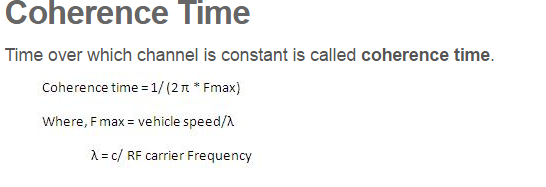 Coherence Time
Time over which channel is constant is called coherence time.
Coherence time = 1/ (2 π * Fmax)
Where, F max = vehicle speed/λ
λ = c/ RF carrier Frequency